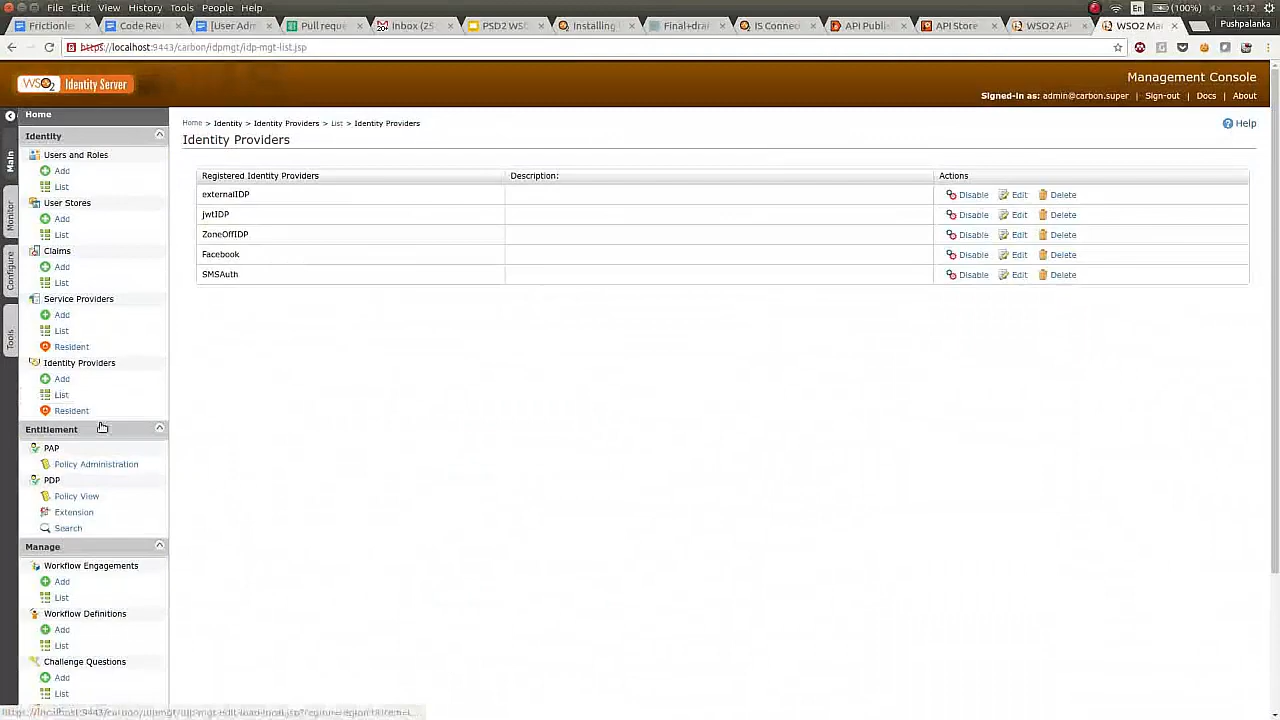 File Edit View History Tools People Help
En
(100%)
14:12
Frictionle
Code Revi
[User Adm
Pull reque
Inbox (25
PSD2 WSO
Installing
Final+dra
IS Connec
API Publi
API Store
WSO2 AP
WSO2 Ma
Pushpalanka
https://localhost:9443/carbon/idpmgt/idp-mgt-list.jsp
WSO2 Identity Server
Management Console
Signed-in as: admin@carbon.super | Sign-out | Docs | About
Main
Monitor
Configure
Tools
Home
Identity
Users and Roles
Add
List
User Stores
Add
List
Claims
Add
List
Service Providers
Add
List
Resident
Identity Providers
Add
List
Resident
Entitlement
PAP
Policy Administration
PDP
Policy View
Extension
Search
Manage
Workflow Engagements
Add
List
Workflow Definitions
Add
List
Challenge Questions
Add
List
Home > Identity > Identity Providers > List > Identity Providers
Help
Identity Providers
Registered Identity Providers Description: Actions
externalIDP Disable Edit Delete
jwtIDP Disable Edit Delete
ZoneOffIDP Disable Edit Delete
Facebook Disable Edit Delete
SMSAuth Disable Edit Delete